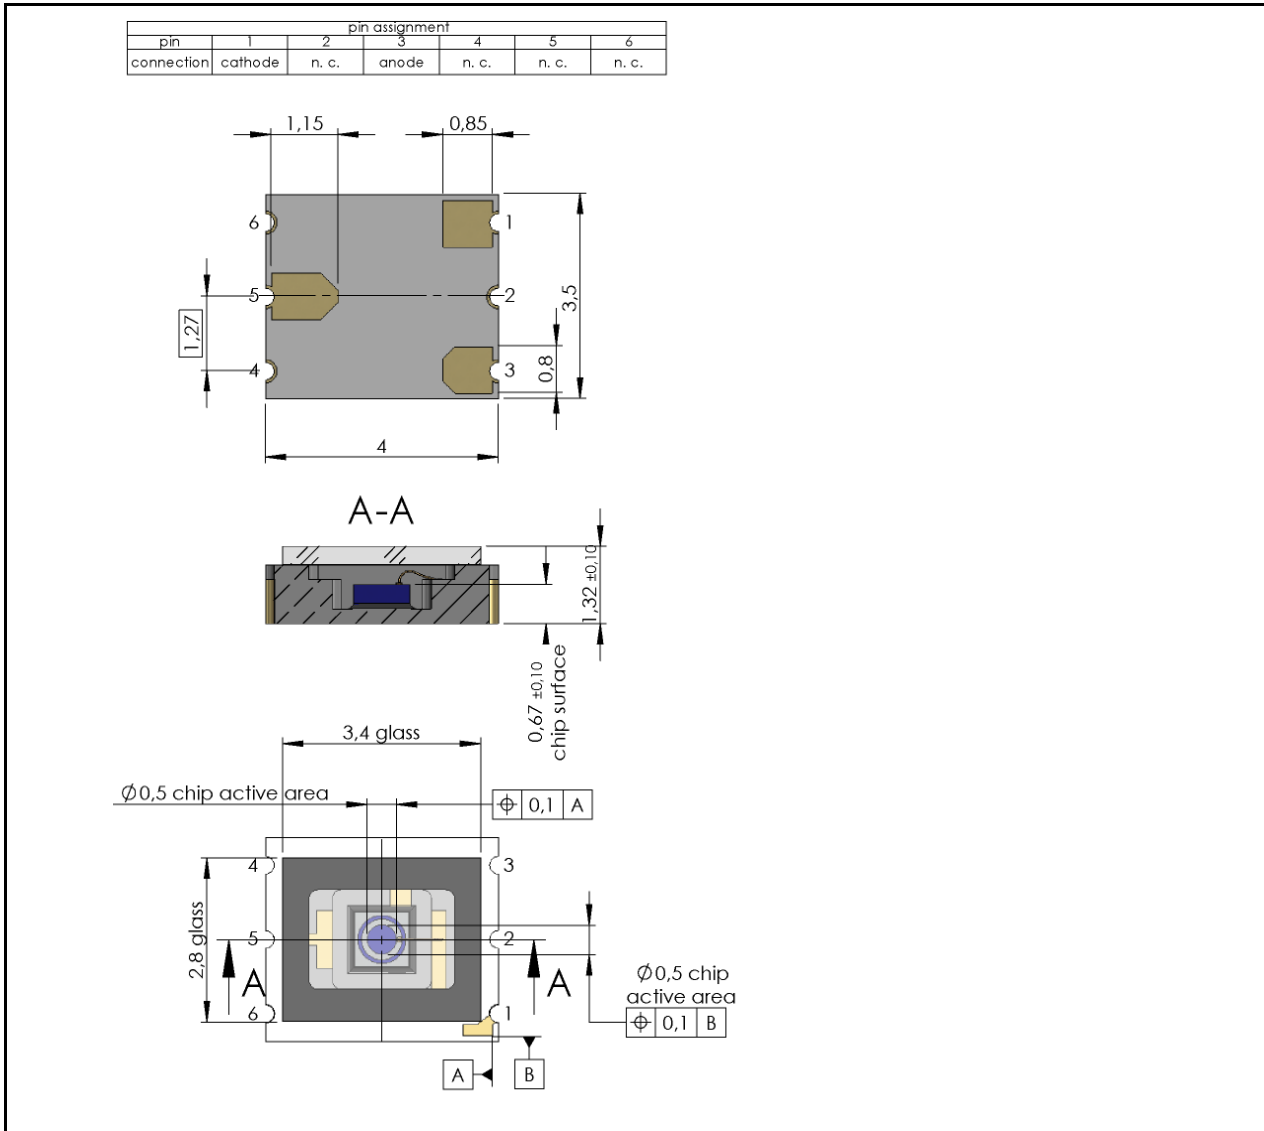 pin assignment
pin 1 2 3 4 5 6
connection cathode n. c. anode n. c. n. c. n. c.
1,15 0,85
6 1
5 2
4 3
1,27
3,5
0,8
4
A-A
1,32 ±0,10
0,67 ±0,10
chip surface
3,4 glass
Ø0,5 chip active area
⌖ 0,1 A
4 3
5 2
6 1
2,8 glass
A A
Ø0,5 chip
active area
⌖ 0,1 B
A B